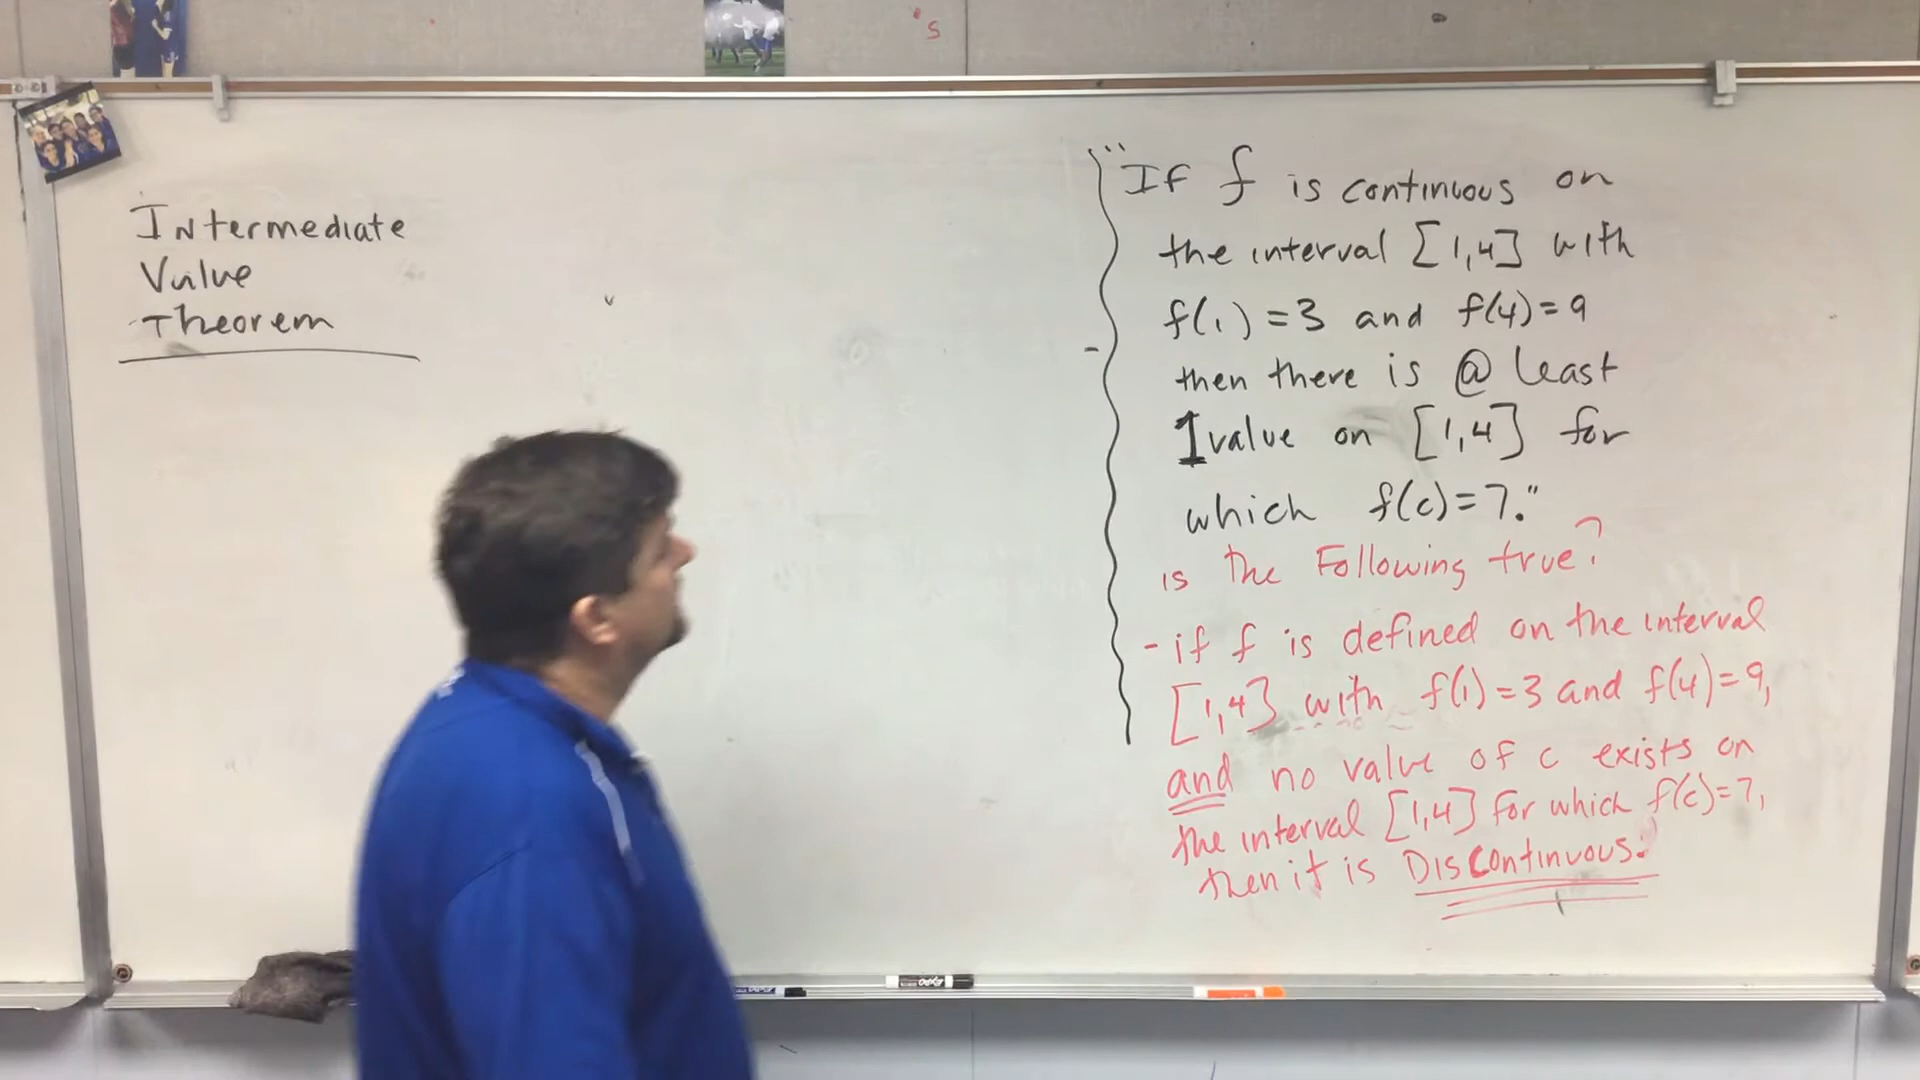 's
Intermediate
Value
Theorem
"If f is continuous on
the interval [1,4] with
f(1)=3 and f(4)=9
then there is @ least
1 value on [1,4] for
which f(c)=7."
is the Following true?
- if f is defined on the interval
[1,4] with f(1)=3 and f(4)=9,
and no value of c exists on
the interval [1,4] for which f(c)=7,
then it is DISCONTINUOUS.
EXPO